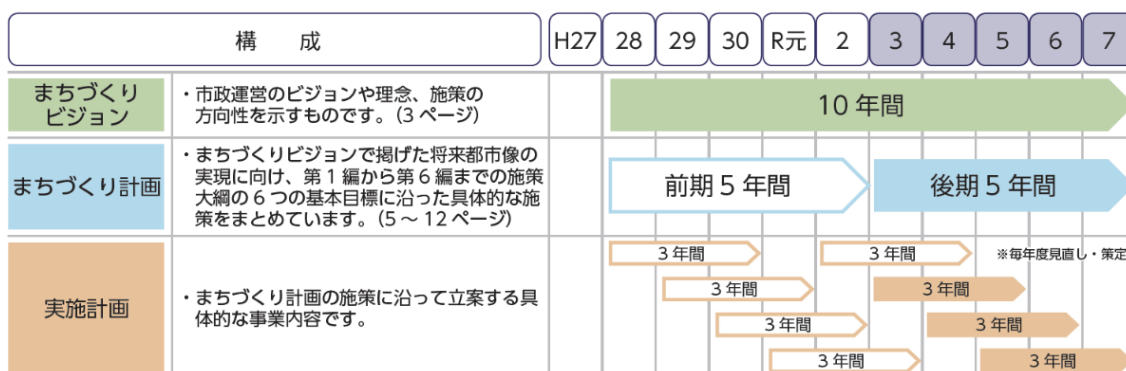 構　　成 H27 28 29 30 R元 2 3 4 5 6 7
まちづくり
ビジョン
・市政運営のビジョンや理念、施策の
方向性を示すものです。（3 ページ）
10 年間
まちづくり計画
・まちづくりビジョンで掲げた将来都市像の
実現に向け、第 1 編から第 6 編までの施策
大綱の 6 つの基本目標に沿った具体的な施
策をまとめています。（5 ～ 12 ページ）
前期 5 年間
後期 5 年間
実施計画
・まちづくり計画の施策に沿って立案する具
体的な事業内容です。
3 年間 3 年間 ※毎年度見直し・策定
3 年間 3 年間
3 年間 3 年間
3 年間 3 年間